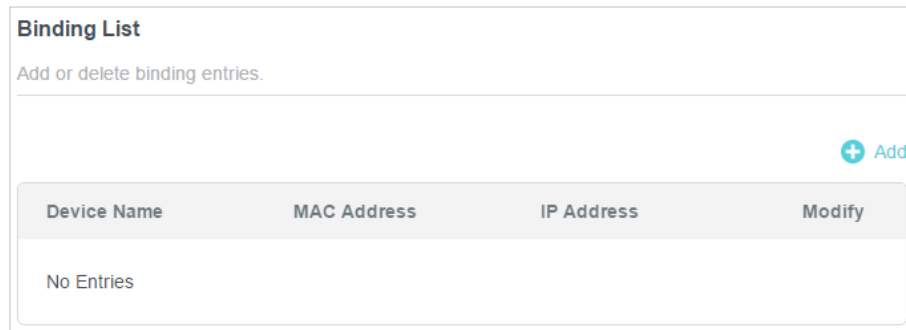 Binding List
Add or delete binding entries.
Add
Device Name MAC Address IP Address Modify
No Entries